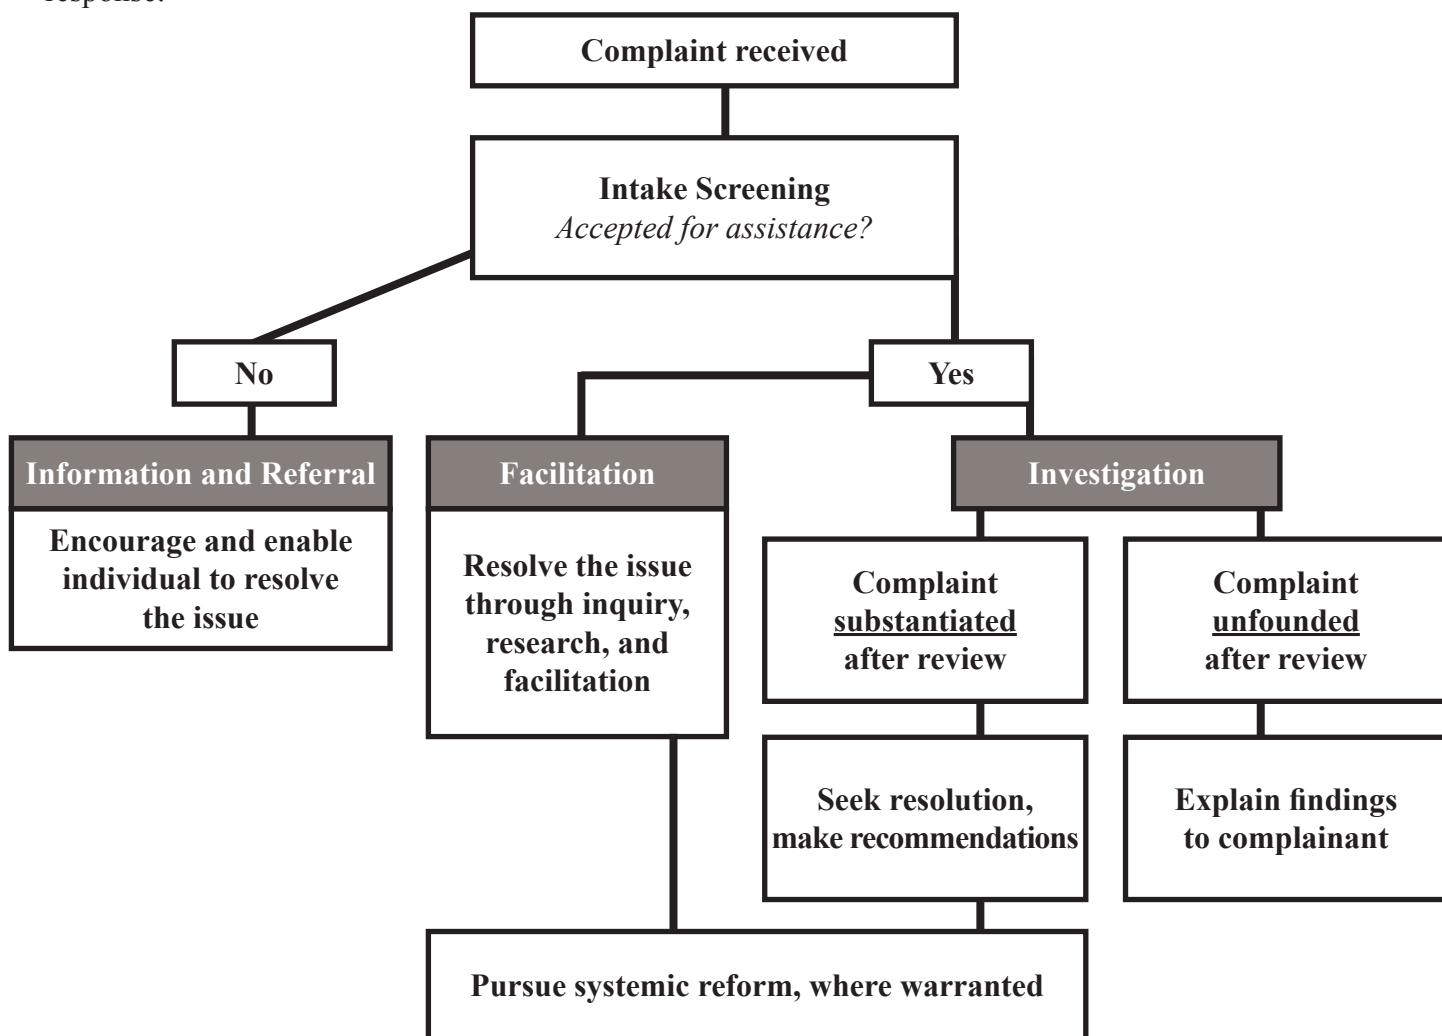 response.
Complaint received
Intake Screening
Accepted for assistance?
No
Yes
Information and Referral
Encourage and enable
individual to resolve
the issue
Facilitation
Resolve the issue
through inquiry,
research, and
facilitation
Investigation
Complaint
substantiated
after review
Complaint
unfounded
after review
Seek resolution,
make recommendations
Explain findings
to complainant
Pursue systemic reform, where warranted